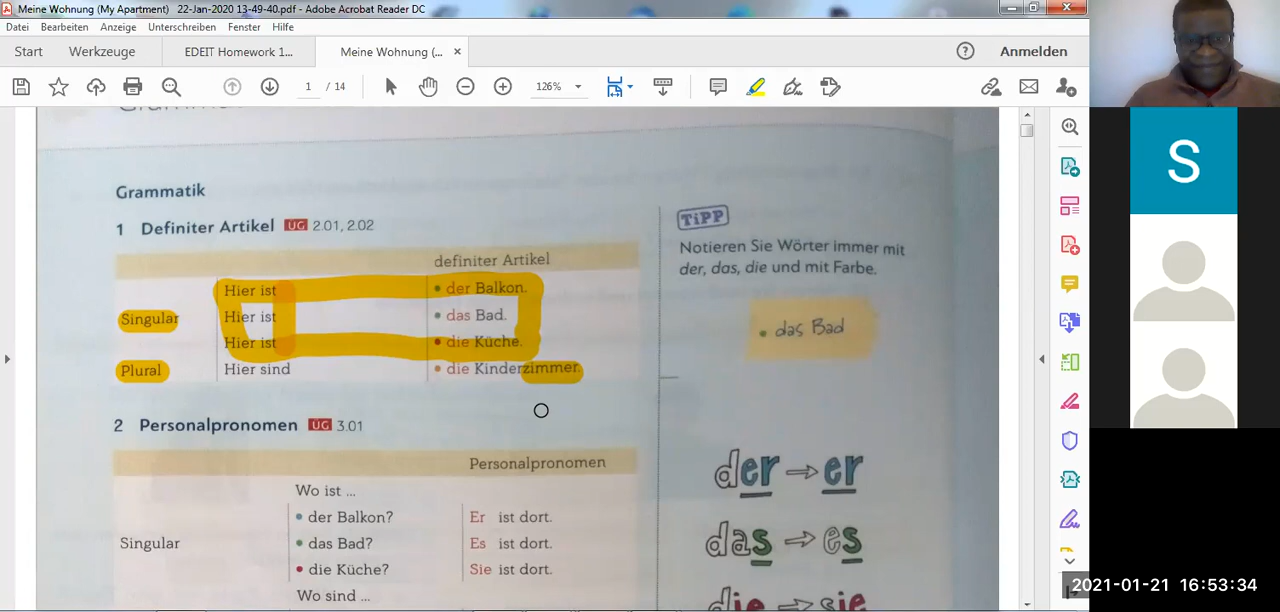 Meine Wohnung (My Apartment) 22-Jan-2020 13-49-40.pdf - Adobe Acrobat Reader DC
Datei Bearbeiten Anzeige Unterschreiben Fenster Hilfe
Start Werkzeuge EDEIT Homework 1... Meine Wohnung (... × Anmelden
1 / 14 126%
S
Grammatik
1 Definiter Artikel UG 2.01, 2.02
definiter Artikel
Hier ist • der Balkon.
Singular Hier ist • das Bad.
Hier ist • die Küche.
Plural Hier sind • die Kinderzimmer.
2 Personalpronomen UG 3.01
Personalpronomen
Wo ist ...
• der Balkon? Er ist dort.
Singular • das Bad? Es ist dort.
• die Küche? Sie ist dort.
Wo sind ...
TiPP
Notieren Sie Wörter immer mit
der, das, die und mit Farbe.
• das Bad
der ⇒ er
das ⇒ es
die ⇒ sie
2021-01-21 16:53:34